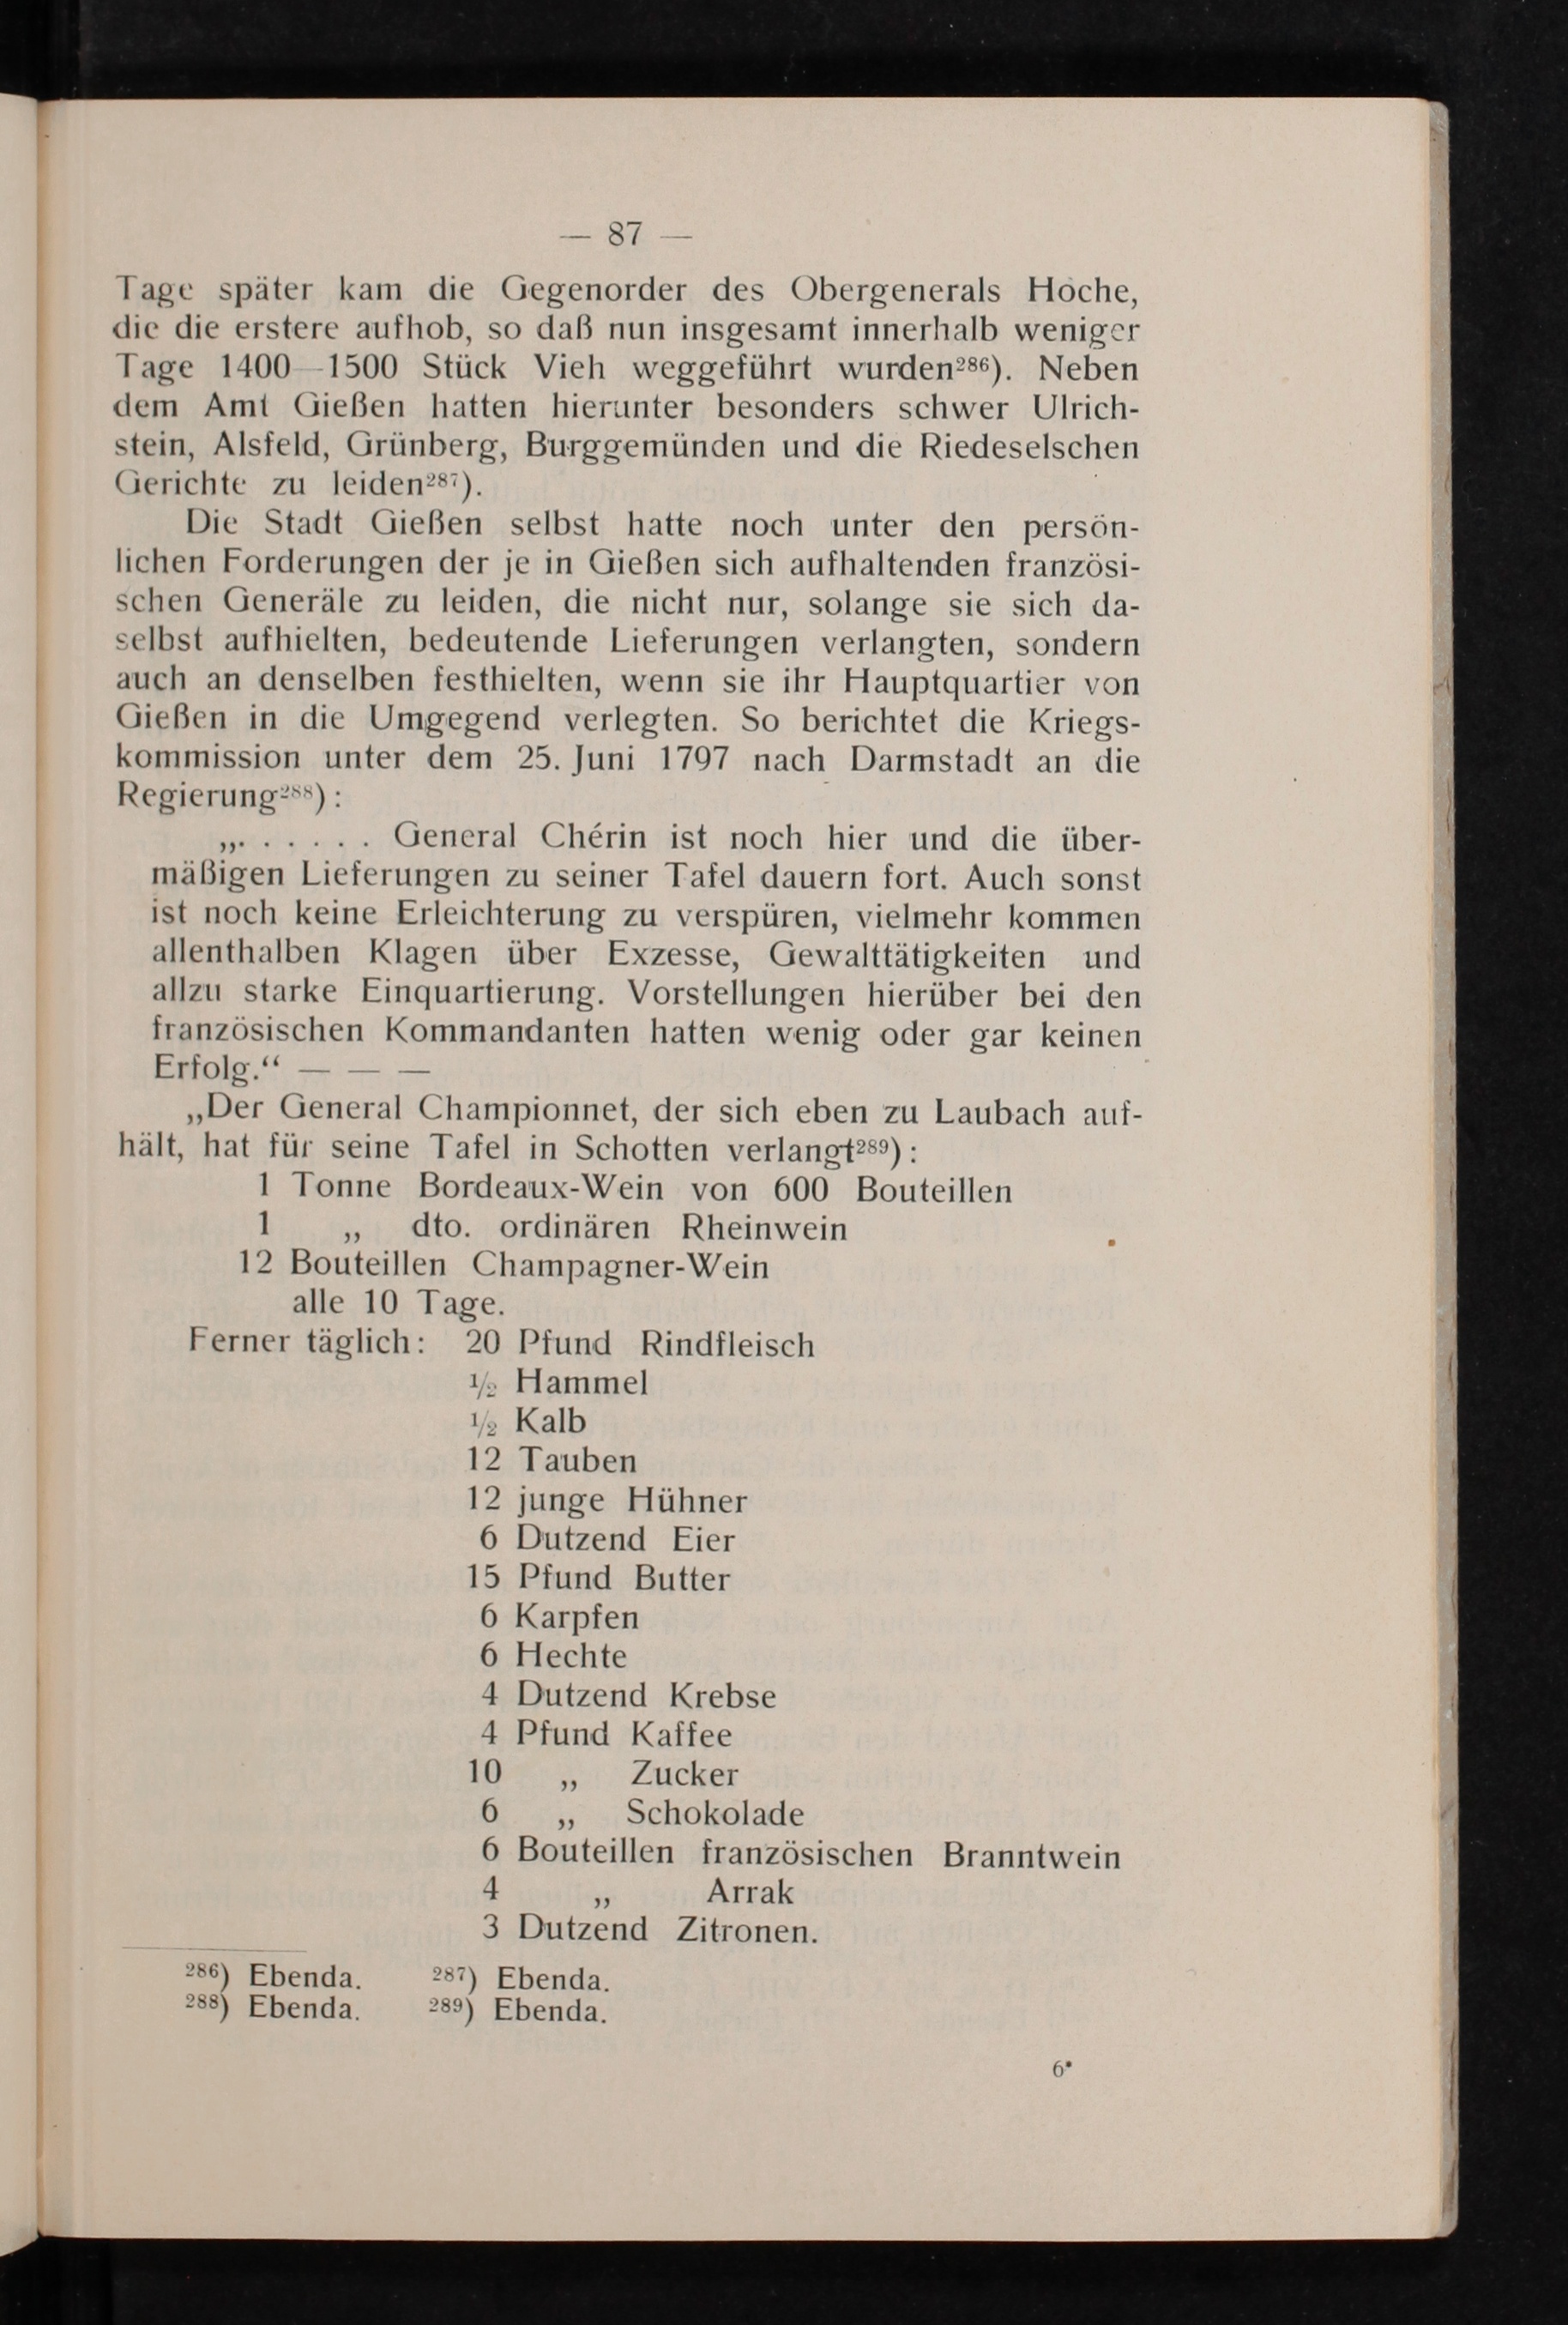 — 87 —
Tage später kam die Gegenorder des Obergenerals Hoche,
die die erstere aufhob, so daß nun insgesamt innerhalb weniger
Tage 1400—1500 Stück Vieh weggeführt wurden²⁸⁶). Neben
dem Amt Gießen hatten hierunter besonders schwer Ulrich-
stein, Alsfeld, Grünberg, Burggemünden und die Riedeselschen
Gerichte zu leiden²⁸⁷).
Die Stadt Gießen selbst hatte noch unter den persön-
lichen Forderungen der je in Gießen sich aufhaltenden französi-
schen Generäle zu leiden, die nicht nur, solange sie sich da-
selbst aufhielten, bedeutende Lieferungen verlangten, sondern
auch an denselben festhielten, wenn sie ihr Hauptquartier von
Gießen in die Umgegend verlegten. So berichtet die Kriegs-
kommission unter dem 25. Juni 1797 nach Darmstadt an die
Regierung²⁸⁸):
„. . . . . . General Chérin ist noch hier und die über-
mäßigen Lieferungen zu seiner Tafel dauern fort. Auch sonst
ist noch keine Erleichterung zu verspüren, vielmehr kommen
allenthalben Klagen über Exzesse, Gewalttätigkeiten und
allzu starke Einquartierung. Vorstellungen hierüber bei den
französischen Kommandanten hatten wenig oder gar keinen
Erfolg.“ — — —
„Der General Championnet, der sich eben zu Laubach auf-
hält, hat für seine Tafel in Schotten verlangt²⁸⁹):
1 Tonne Bordeaux-Wein von 600 Bouteillen
1 „ dto. ordinären Rheinwein
12 Bouteillen Champagner-Wein
alle 10 Tage.
Ferner täglich: 20 Pfund Rindfleisch
½ Hammel
½ Kalb
12 Tauben
12 junge Hühner
6 Dutzend Eier
15 Pfund Butter
6 Karpfen
6 Hechte
4 Dutzend Krebse
4 Pfund Kaffee
10 „ Zucker
6 „ Schokolade
6 Bouteillen französischen Branntwein
4 „ Arrak
3 Dutzend Zitronen.
²⁸⁶) Ebenda. ²⁸⁷) Ebenda.
²⁸⁸) Ebenda. ²⁸⁹) Ebenda.
6*